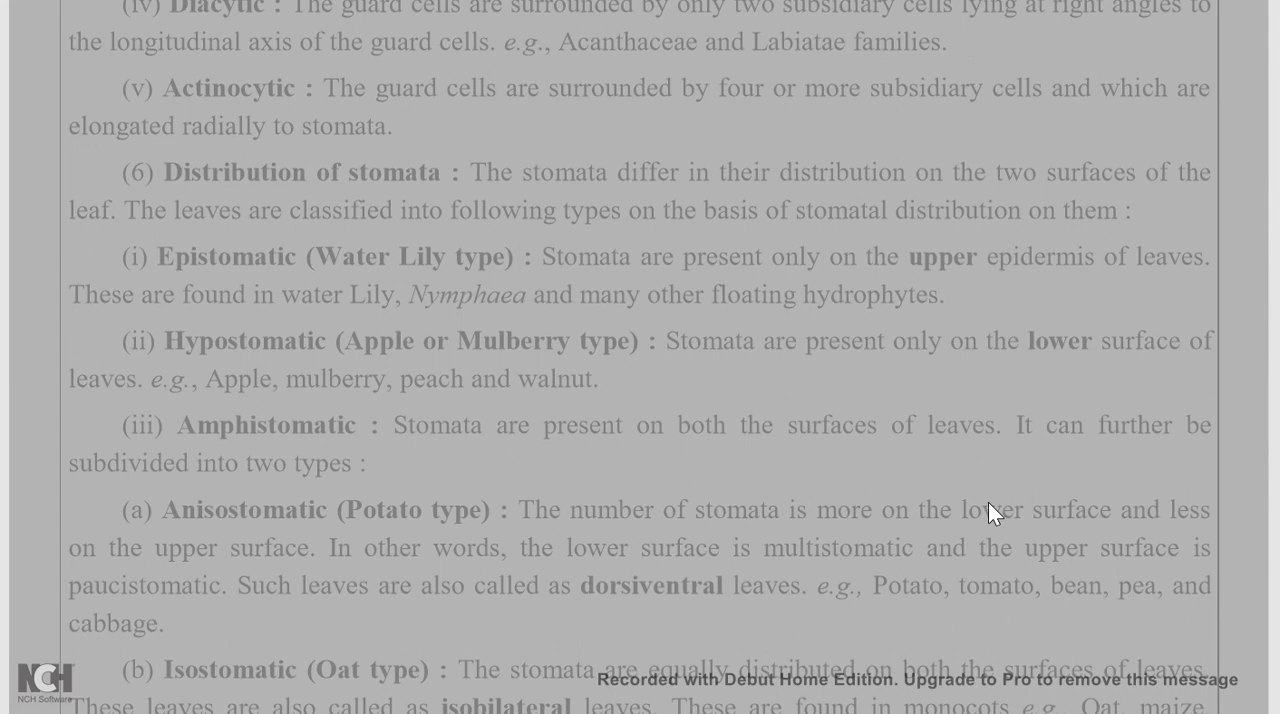 (iv) Diacytic : The guard cells are surrounded by only two subsidiary cells lying at right angles to
the longitudinal axis of the guard cells. e.g., Acanthaceae and Labiatae families.
(v) Actinocytic : The guard cells are surrounded by four or more subsidiary cells and which are
elongated radially to stomata.
(6) Distribution of stomata : The stomata differ in their distribution on the two surfaces of the
leaf. The leaves are classified into following types on the basis of stomatal distribution on them :
(i) Epistomatic (Water Lily type) : Stomata are present only on the upper epidermis of leaves.
These are found in water Lily, Nymphaea and many other floating hydrophytes.
(ii) Hypostomatic (Apple or Mulberry type) : Stomata are present only on the lower surface of
leaves. e.g., Apple, mulberry, peach and walnut.
(iii) Amphistomatic : Stomata are present on both the surfaces of leaves. It can further be
subdivided into two types :
(a) Anisostomatic (Potato type) : The number of stomata is more on the lower surface and less
on the upper surface. In other words, the lower surface is multistomatic and the upper surface is
paucistomatic. Such leaves are also called as dorsiventral leaves. e.g., Potato, tomato, bean, pea, and
cabbage.
(b) Isostomatic (Oat type) : The stomata are equally distributed on both the surfaces of leaves.
These leaves are also called as isobilateral leaves. These are found in monocots e.g., Oat, maize,
NCH
NCH Software
Recorded with Debut Home Edition. Upgrade to Pro to remove this message